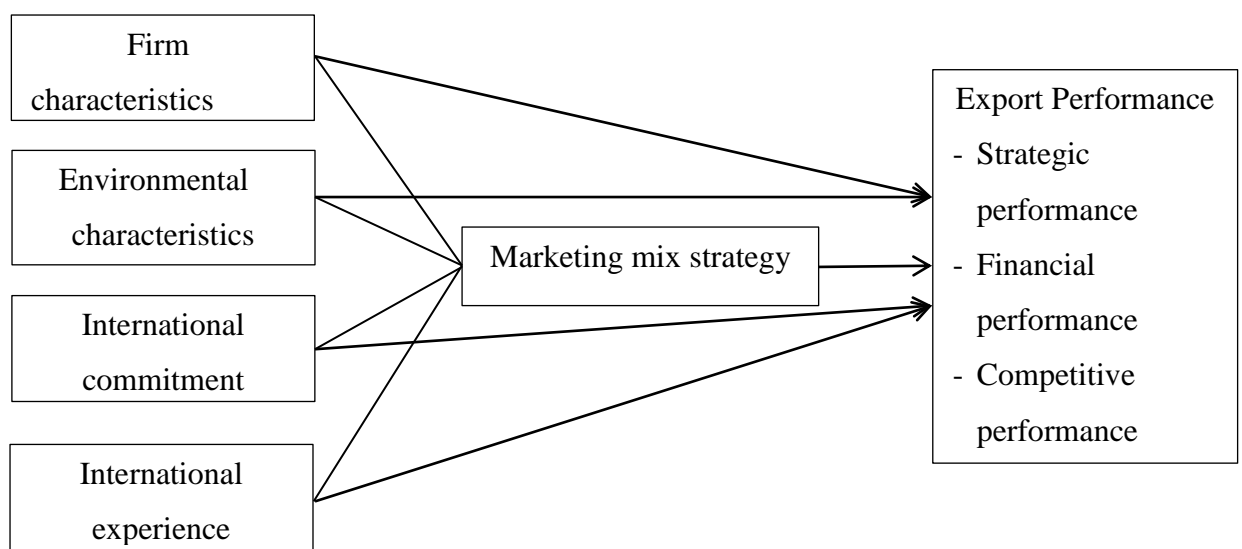 Firm
characteristics
Environmental
characteristics
International
commitment
International
experience
Marketing mix strategy
Export Performance
- Strategic
performance
- Financial
performance
- Competitive
performance